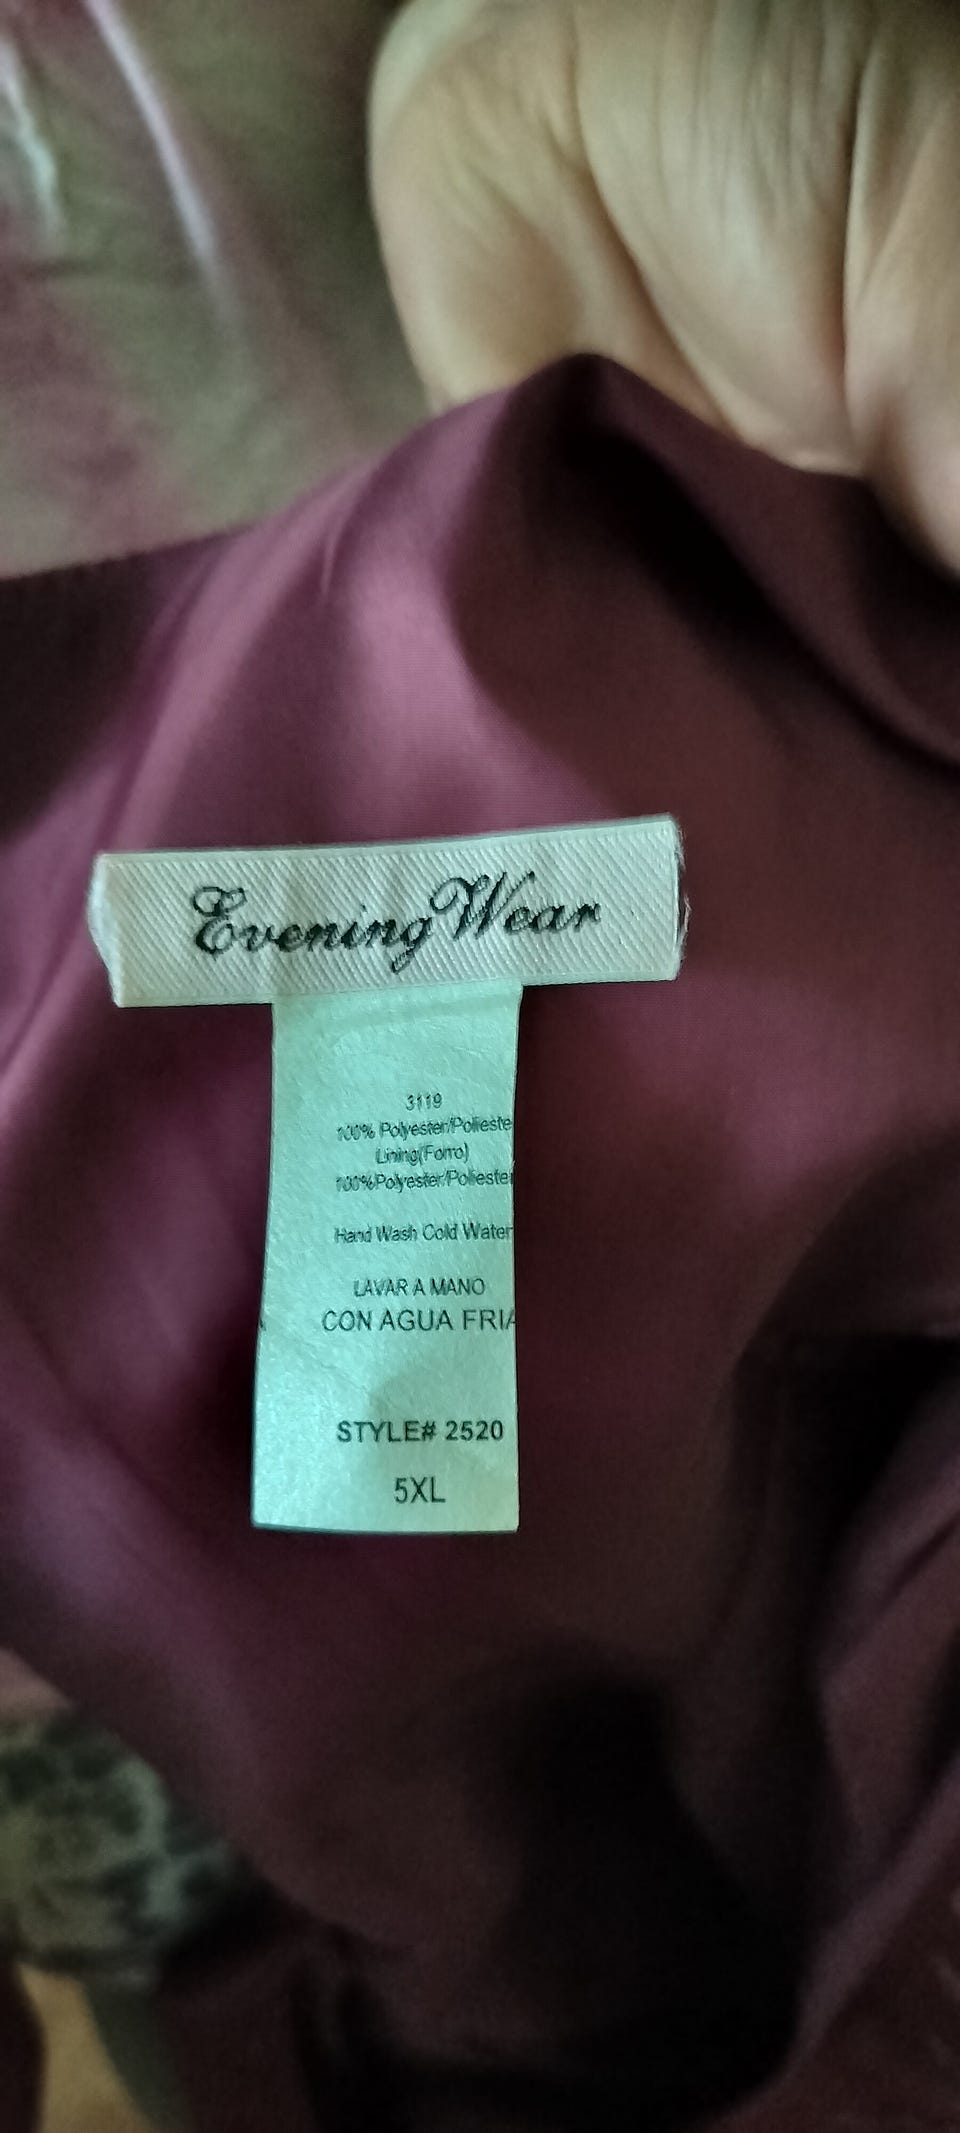 Evening Wear
3119
100% Polyester/Polieste
Lining(Forro)
100%Polyester/Poliester
Hand Wash Cold Water
LAVAR A MANO
CON AGUA FRIA
STYLE# 2520
5XL